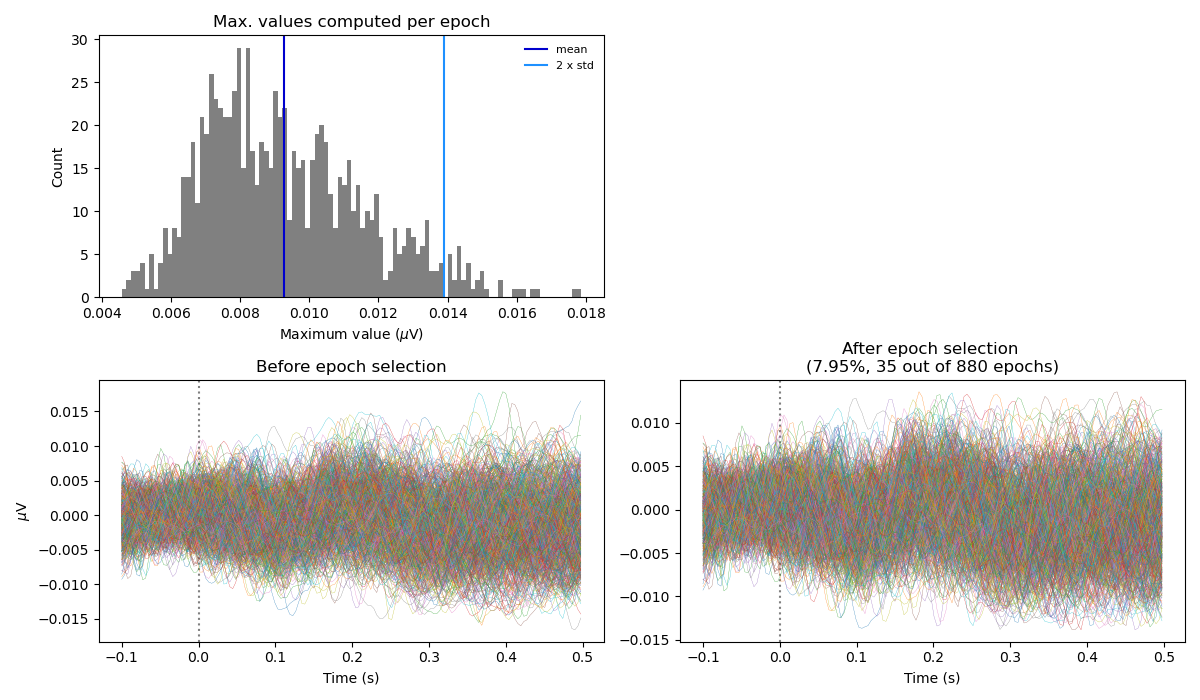 Max. values computed per epoch
30
25
20
15
10
5
0
Count
mean
2 x std
0.004 0.006 0.008 0.010 0.012 0.014 0.016 0.018
Maximum value (μV)
Before epoch selection
0.015
0.010
0.005
0.000
−0.005
−0.010
−0.015
μV
−0.1 0.0 0.1 0.2 0.3 0.4 0.5
Time (s)
After epoch selection
(7.95%, 35 out of 880 epochs)
0.010
0.005
0.000
−0.005
−0.010
−0.015
−0.1 0.0 0.1 0.2 0.3 0.4 0.5
Time (s)